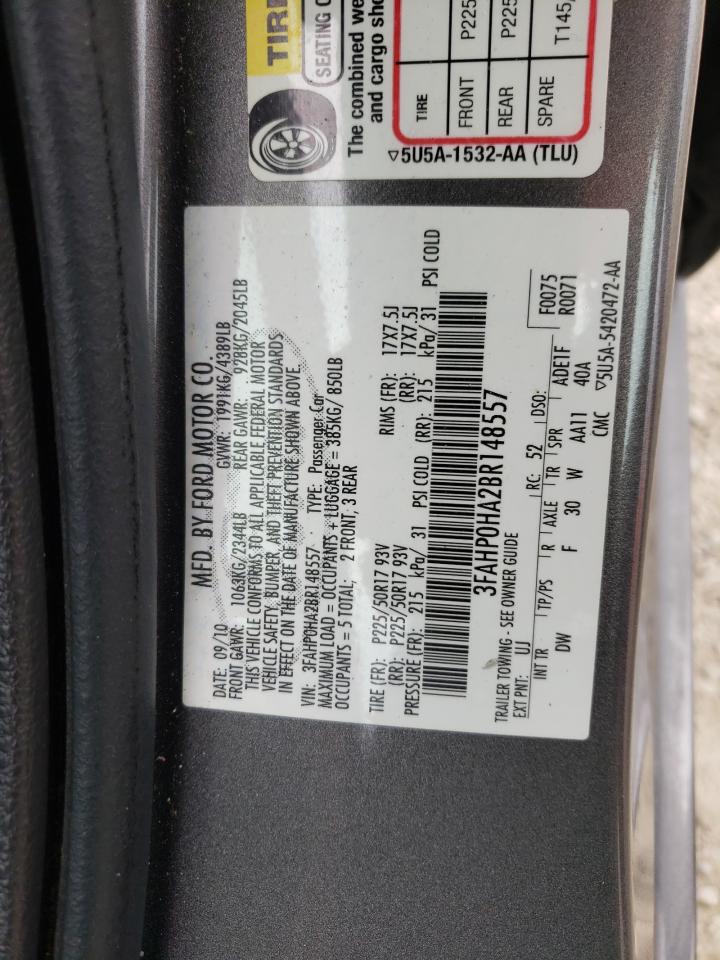 MFD. BY FORD MOTOR CO.
DATE: 09/10 GVWR: 1991KG/4389LB
FRONT GAWR: 1063KG/2344LB REAR GAWR: 928KG/2045LB
THIS VEHICLE CONFORMS TO ALL APPLICABLE FEDERAL MOTOR
VEHICLE SAFETY, BUMPER, AND THEFT PREVENTION STANDARDS
IN EFFECT ON THE DATE OF MANUFACTURE SHOWN ABOVE.
VIN: 3FAHP0HA2BR148557 TYPE: Passenger Car
MAXIMUM LOAD = OCCUPANTS + LUGGAGE = 385KG/ 850LB
OCCUPANTS = 5 TOTAL; 2 FRONT, 3 REAR
TIRE (FR): P225/50R17 93V RIMS (FR): 17X7.5J
(RR): P225/50R17 93V (RR): 17X7.5J
PRESSURE (FR): 215 kPa/ 31 PSI COLD (RR): 215 kPa/ 31 PSI COLD
3FAHP0HA2BR148557
TRAILER TOWING - SEE OWNER GUIDE
EXT PNT: UJ RC: 52 DSO: F0075
R0071
INT TR TP/PS R AXLE TR SPR ADE1F
DW F 30 W AA11 40A
CMC ▽5U5A-5420472-AA
TIRE
SEATING C
The combined we
and cargo sho
TIRE
FRONT P225
REAR P225
SPARE T145/
▽5U5A-1532-AA (TLU)